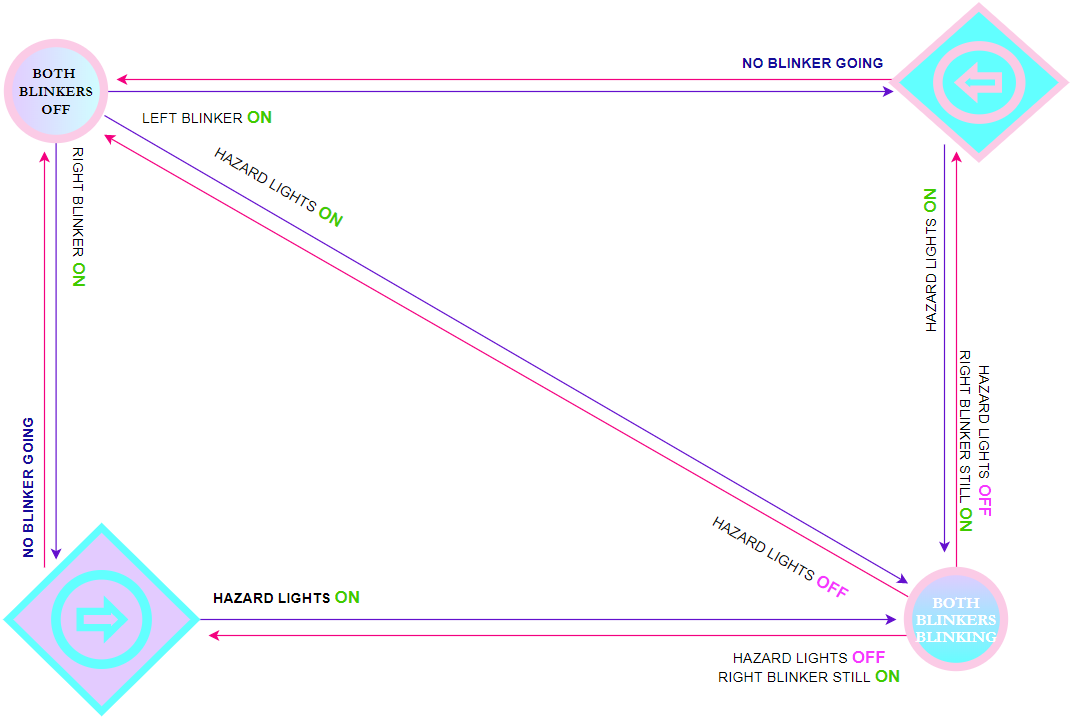 BOTH
BLINKERS
OFF
NO BLINKER GOING
LEFT BLINKER ON
HAZARD LIGHTS ON
RIGHT BLINKER ON
HAZARD LIGHTS ON
HAZARD LIGHTS OFF
RIGHT BLINKER STILL ON
NO BLINKER GOING
HAZARD LIGHTS OFF
HAZARD LIGHTS ON
BOTH
BLINKERS
BLINKING
HAZARD LIGHTS OFF
RIGHT BLINKER STILL ON